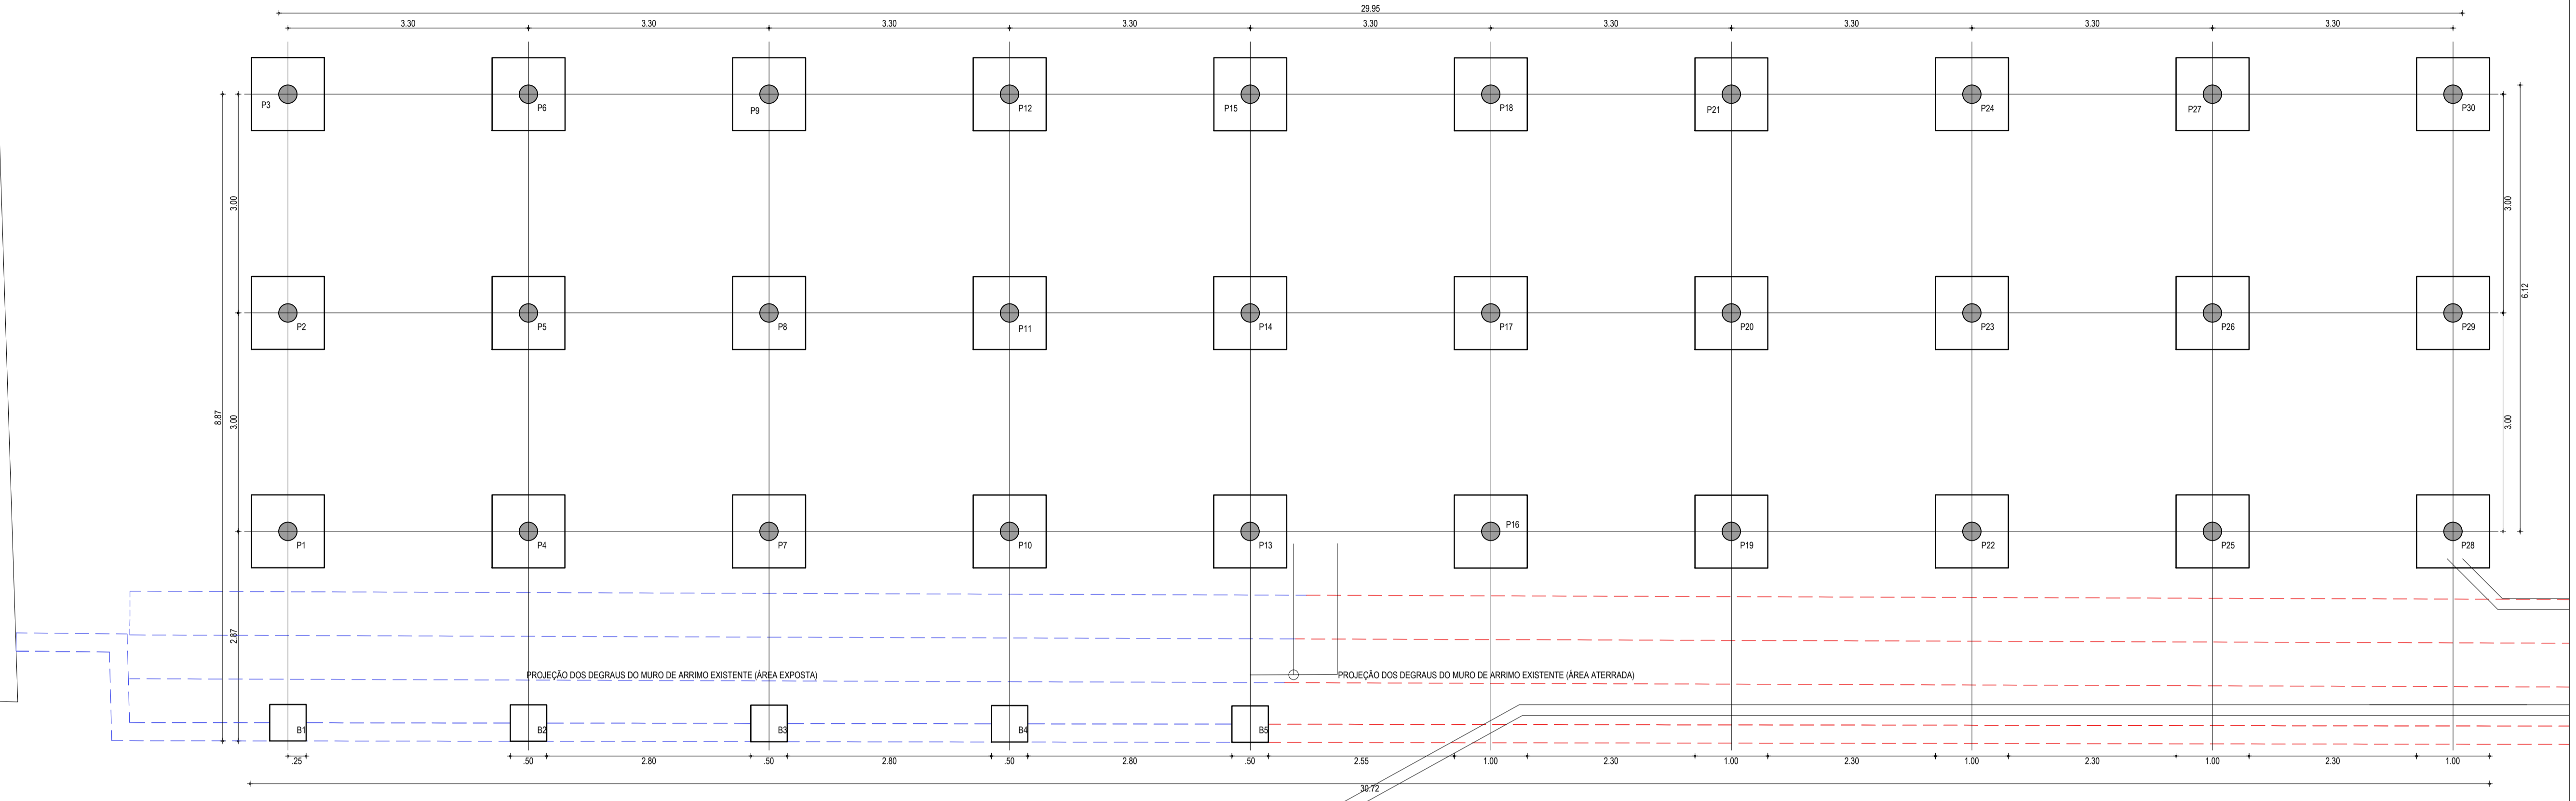 29.95
3.30 3.30 3.30 3.30 3.30 3.30 3.30 3.30 3.30
P3 P6 P9 P12 P15 P18 P21 P24 P27 P30
3.00 3.00
6.12
P2 P5 P8 P11 P14 P17 P20 P23 P26 P29
8.87
3.00 3.00
P1 P4 P7 P10 P13 P16 P19 P22 P25 P28
2.87
PROJEÇÃO DOS DEGRAUS DO MURO DE ARRIMO EXISTENTE (ÁREA EXPOSTA)
PROJEÇÃO DOS DEGRAUS DO MURO DE ARRIMO EXISTENTE (ÁREA ATERRADA)
B1 B2 B3 B4 B5
.25 .50 2.80 .50 2.80 .50 2.80 .50 2.55 1.00 2.30 1.00 2.30 1.00 2.30 1.00 2.30 1.00
30.72